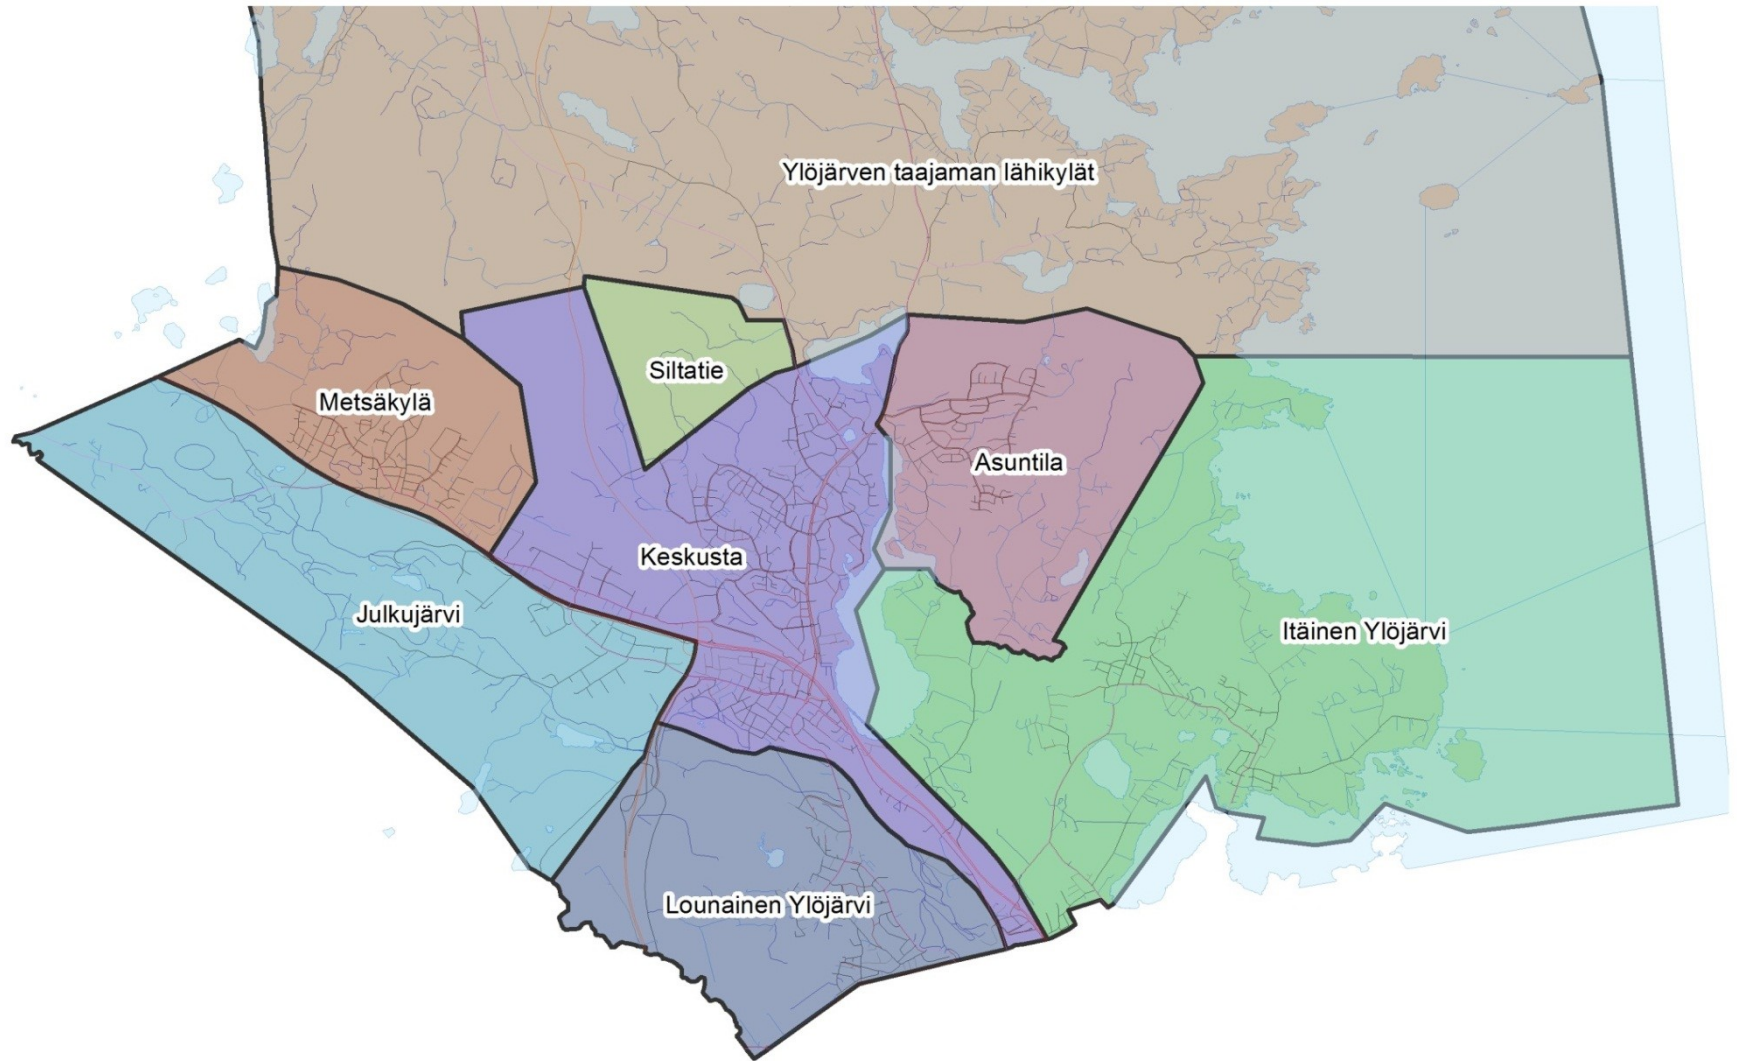 Ylöjärven taajaman lähikylät
Siltatie
Metsäkylä
Asuntila
Keskusta
Julkujärvi
Itäinen Ylöjärvi
Lounainen Ylöjärvi